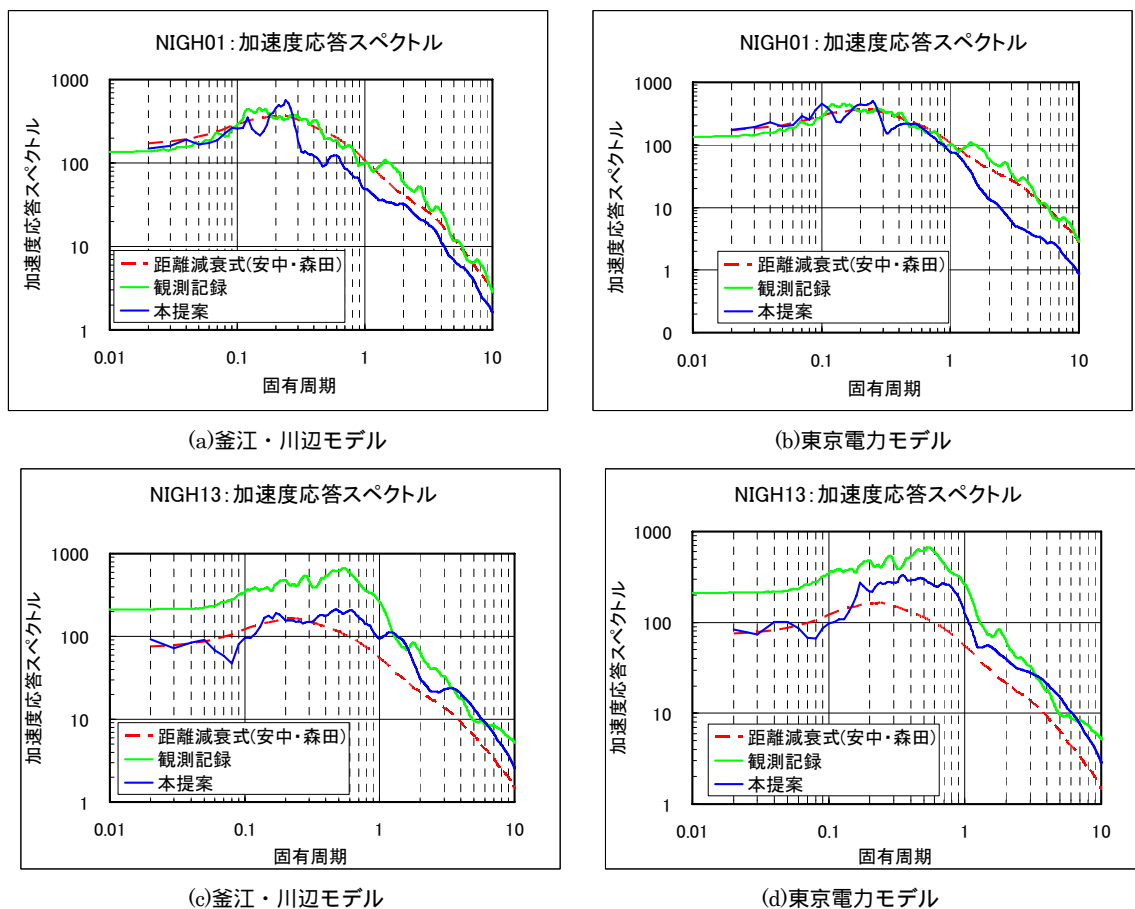 NIGH01:加速度応答スペクトル
加速度応答スペクトル
1000
100
10
1
距離減衰式(安中・森田)
観測記録
本提案
0.01 0.1 1 10
固有周期
(a)釜江・川辺モデル
NIGH01:加速度応答スペクトル
加速度応答スペクトル
1000
100
10
1
0
距離減衰式(安中・森田)
観測記録
本提案
0.01 0.1 1 10
固有周期
(b)東京電力モデル
NIGH13:加速度応答スペクトル
加速度応答スペクトル
1000
100
10
1
距離減衰式(安中・森田)
観測記録
本提案
0.01 0.1 1 10
固有周期
(c)釜江・川辺モデル
NIGH13:加速度応答スペクトル
加速度応答スペクトル
1000
100
10
1
距離減衰式(安中・森田)
観測記録
本提案
0.01 0.1 1 10
固有周期
(d)東京電力モデル